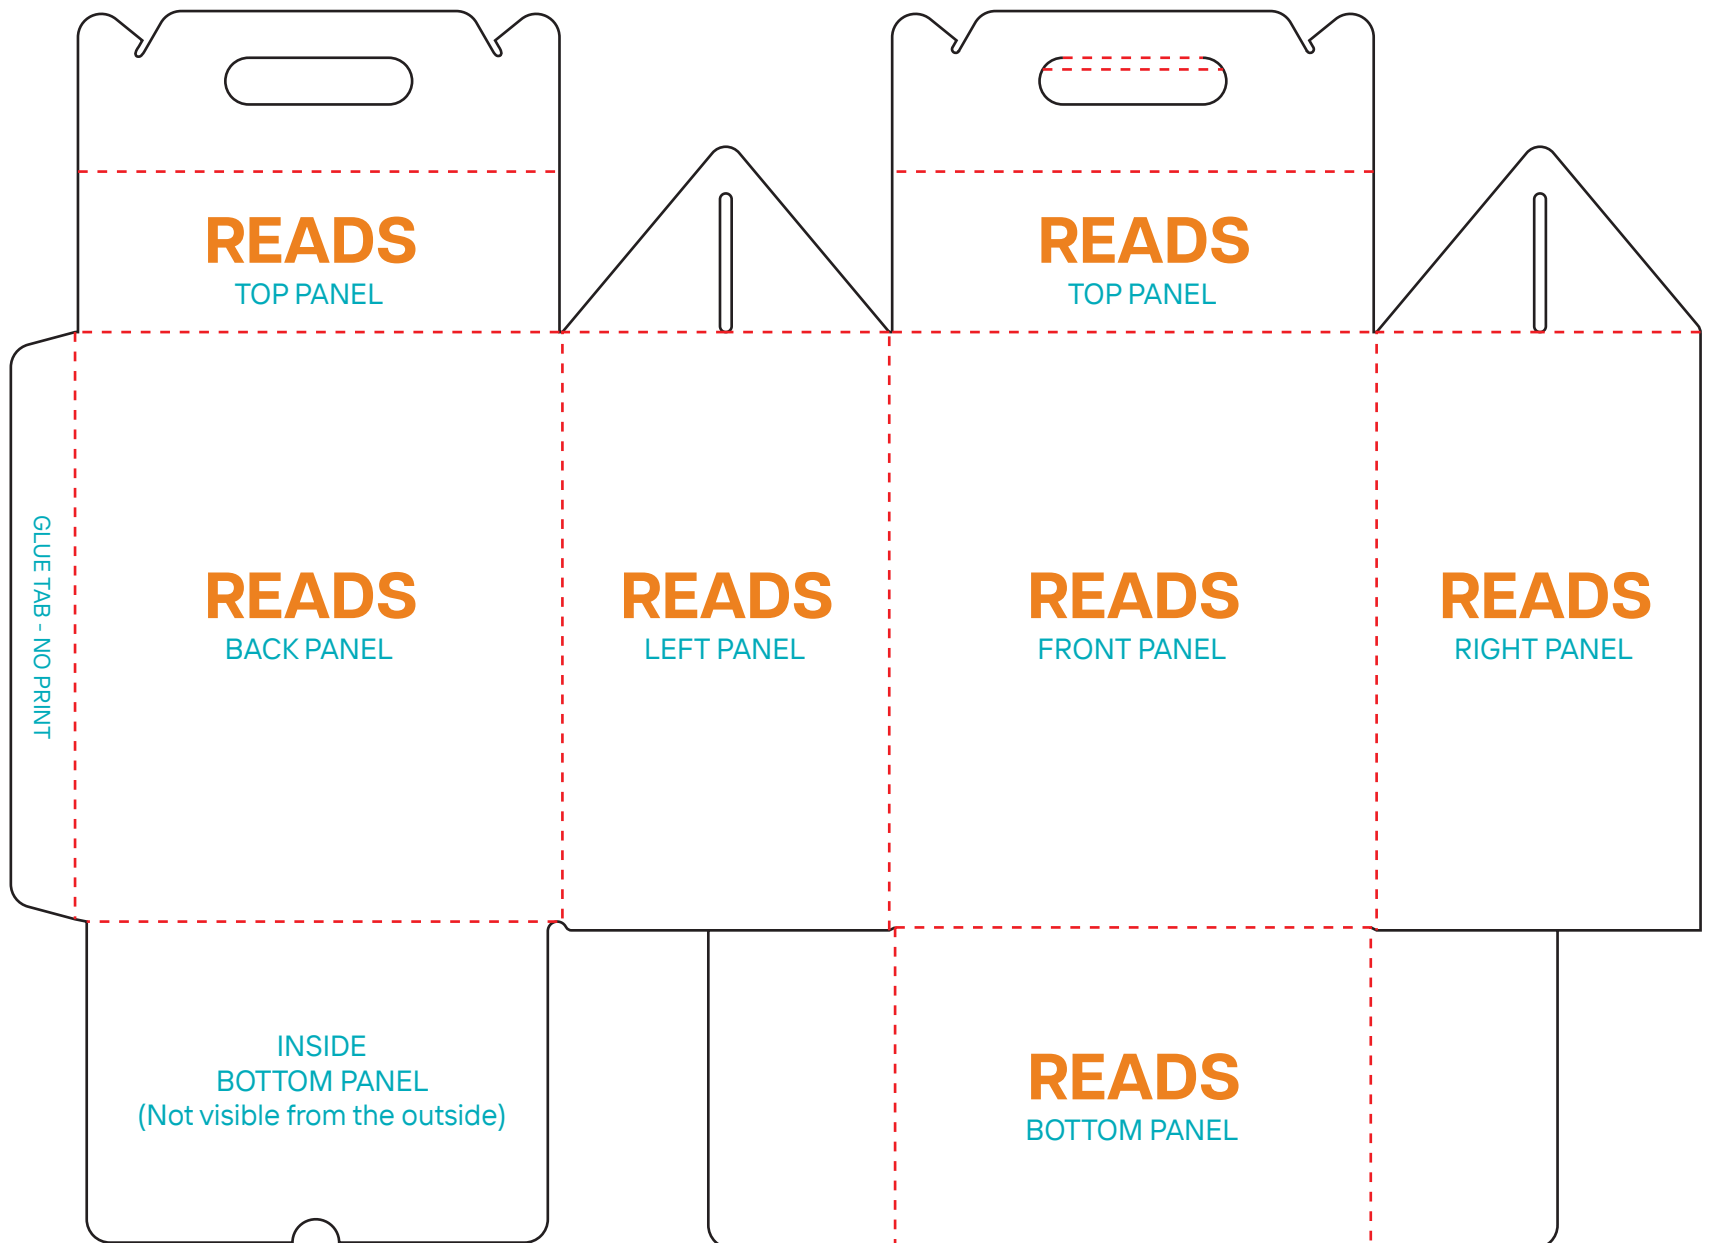 READS
TOP PANEL
READS
TOP PANEL
GLUE TAB - NO PRINT
READS
BACK PANEL
READS
LEFT PANEL
READS
FRONT PANEL
READS
RIGHT PANEL
INSIDE
BOTTOM PANEL
(Not visible from the outside)
READS
BOTTOM PANEL